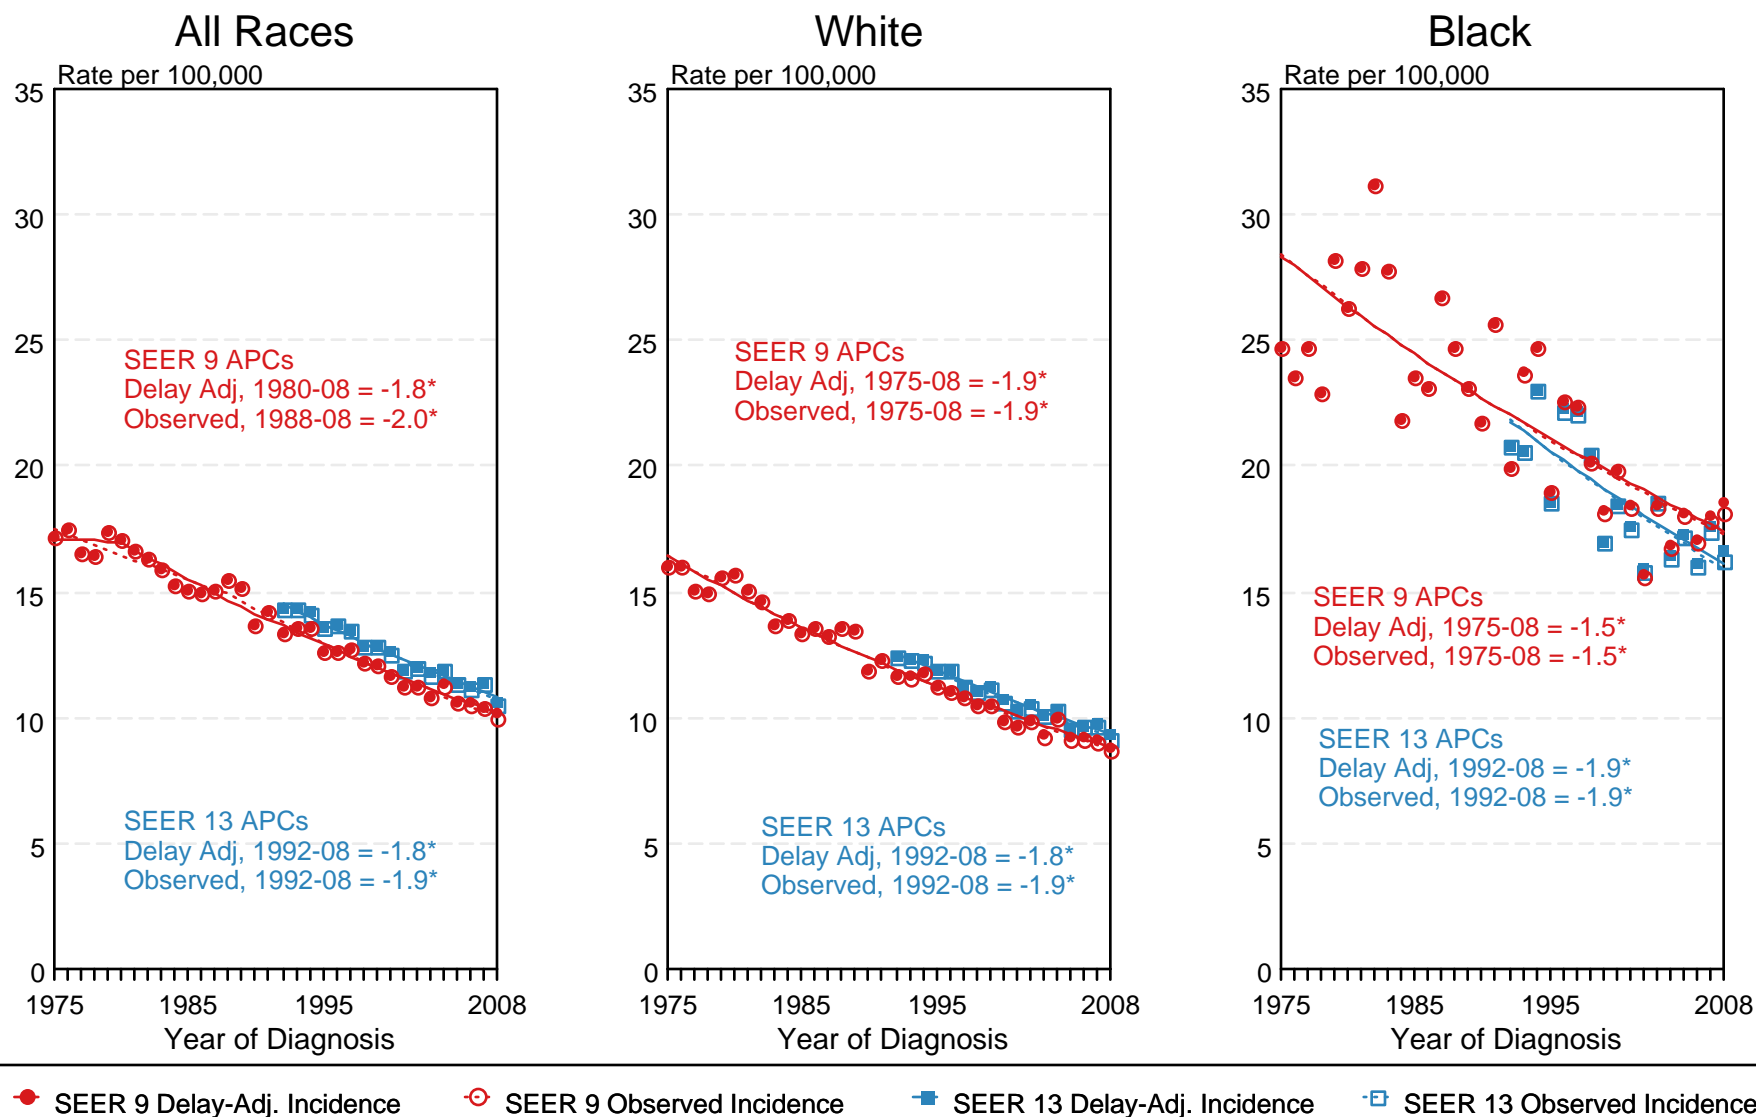 All Races
Rate per 100,000
35
30
25
20
15
10
5
0
SEER 9 APCs
Delay Adj, 1980-08 = -1.8*
Observed, 1988-08 = -2.0*
SEER 13 APCs
Delay Adj, 1992-08 = -1.8*
Observed, 1992-08 = -1.9*
1975 1985 1995 2008
Year of Diagnosis
White
Rate per 100,000
35
30
25
20
15
10
5
0
SEER 9 APCs
Delay Adj, 1975-08 = -1.9*
Observed, 1975-08 = -1.9*
SEER 13 APCs
Delay Adj, 1992-08 = -1.8*
Observed, 1992-08 = -1.9*
1975 1985 1995 2008
Year of Diagnosis
Black
Rate per 100,000
35
30
25
20
15
10
5
0
SEER 9 APCs
Delay Adj, 1975-08 = -1.5*
Observed, 1975-08 = -1.5*
SEER 13 APCs
Delay Adj, 1992-08 = -1.9*
Observed, 1992-08 = -1.9*
1975 1985 1995 2008
Year of Diagnosis
SEER 9 Delay-Adj. Incidence SEER 9 Observed Incidence SEER 13 Delay-Adj. Incidence SEER 13 Observed Incidence